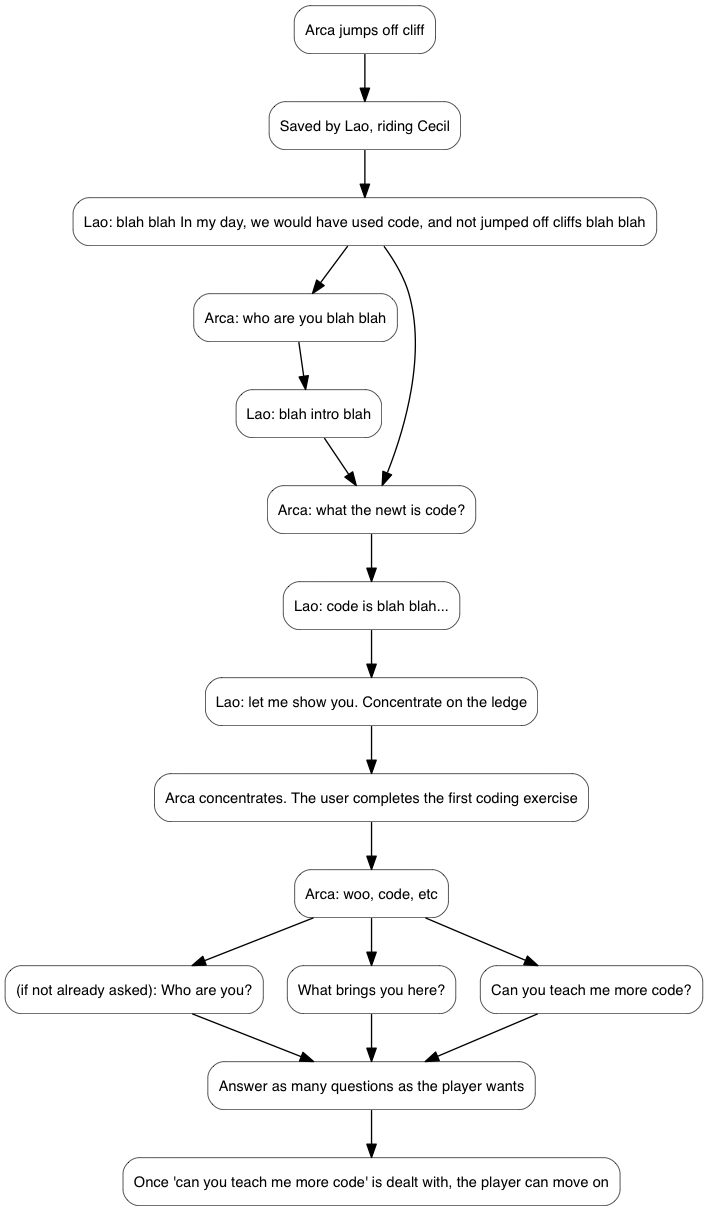 Arca jumps off cliff
Saved by Lao, riding Cecil
Lao: blah blah In my day, we would have used code, and not jumped off cliffs blah blah
Arca: who are you blah blah
Lao: blah intro blah
Arca: what the newt is code?
Lao: code is blah blah...
Lao: let me show you. Concentrate on the ledge
Arca concentrates. The user completes the first coding exercise
Arca: woo, code, etc
(if not already asked): Who are you?
What brings you here?
Can you teach me more code?
Answer as many questions as the player wants
Once 'can you teach me more code' is dealt with, the player can move on